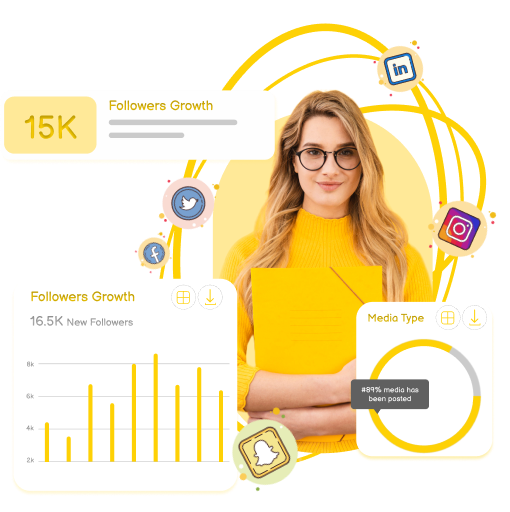 in
15K
Followers Growth
Followers Growth
16.5K New Followers
8k
6k
4k
2k
Media Type
#89% media has
been posted
f